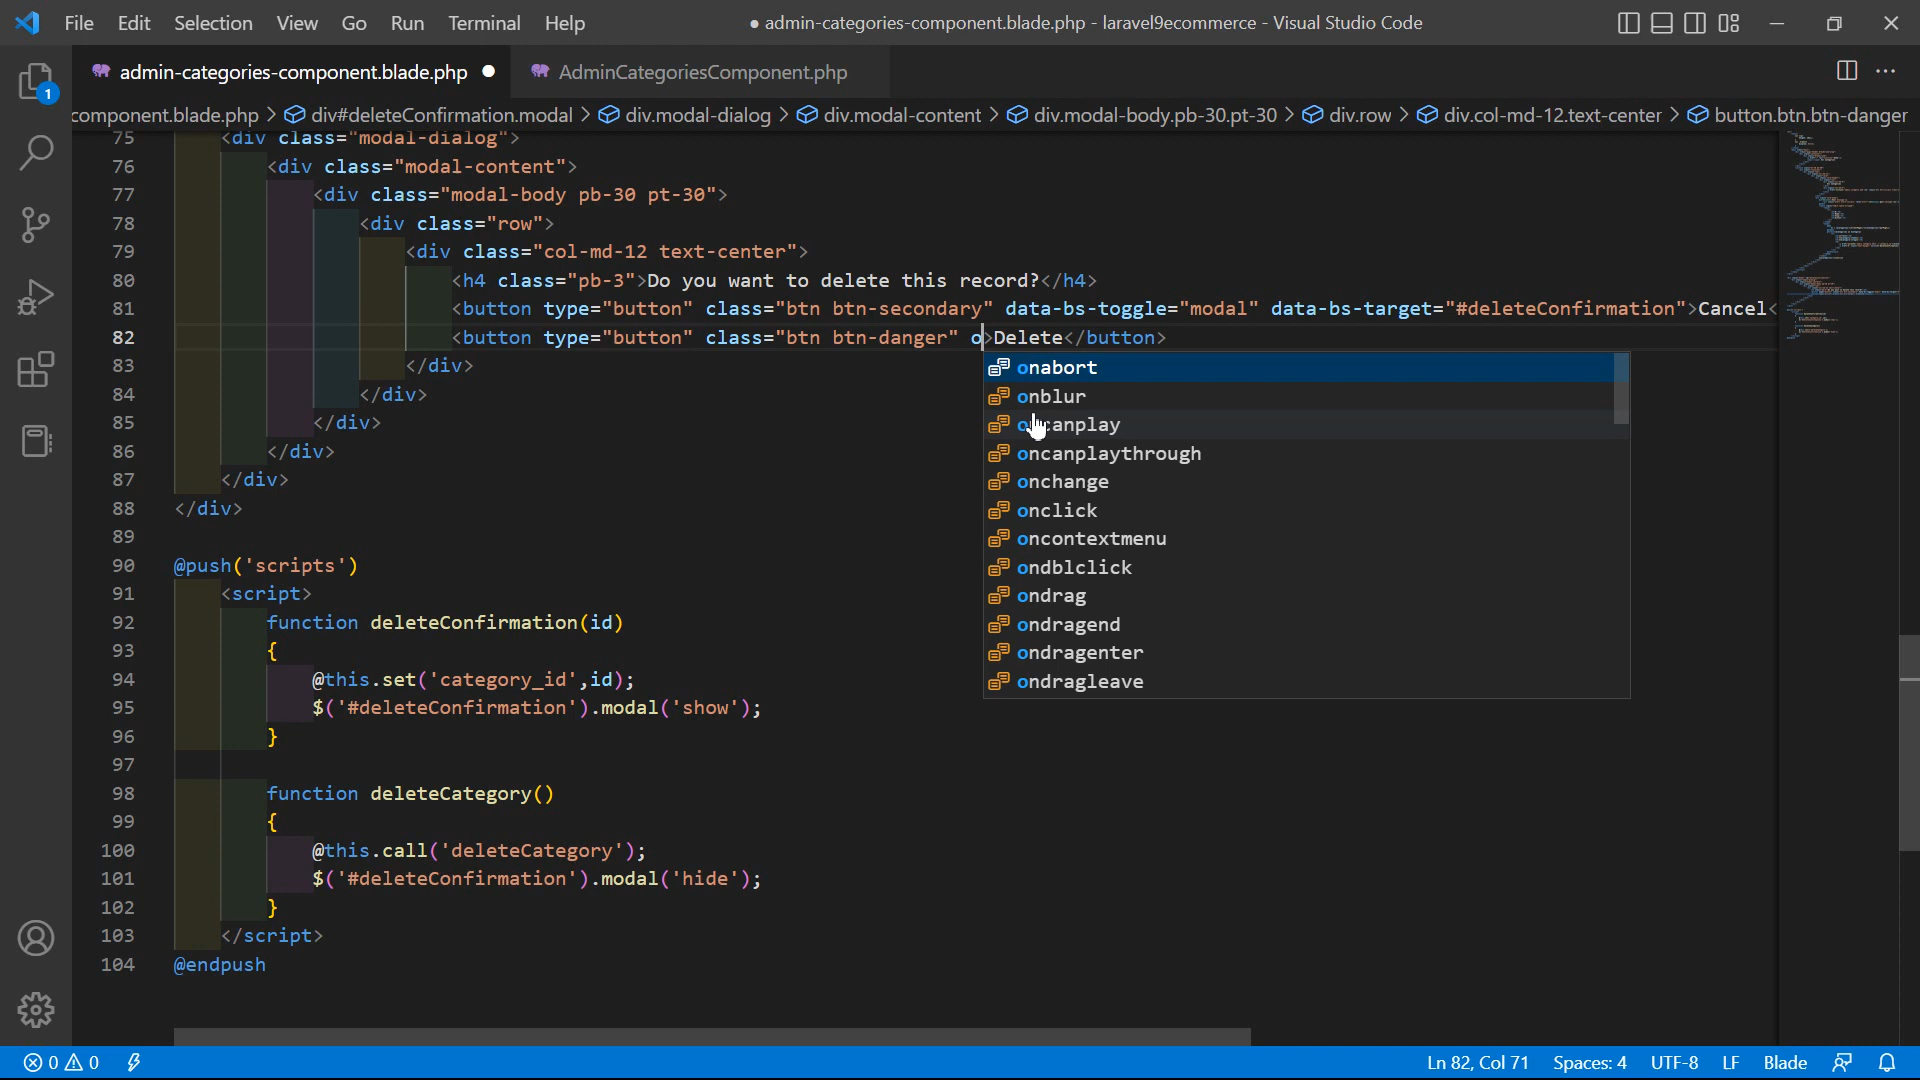 File Edit Selection View Go Run Terminal Help
● admin-categories-component.blade.php - laravel9ecommerce - Visual Studio Code
admin-categories-component.blade.php ● AdminCategoriesComponent.php
1
component.blade.php > div#deleteConfirmation.modal > div.modal-dialog > div.modal-content > div.modal-body.pb-30.pt-30 > div.row > div.col-md-12.text-center > button.btn.btn-danger
75 <div class="modal-dialog">
76 <div class="modal-content">
77 <div class="modal-body pb-30 pt-30">
78 <div class="row">
79 <div class="col-md-12 text-center">
80 <h4 class="pb-3">Do you want to delete this record?</h4>
81 <button type="button" class="btn btn-secondary" data-bs-toggle="modal" data-bs-target="#deleteConfirmation">Cancel<
82 <button type="button" class="btn btn-danger" o>Delete</button>
83 </div>
84 </div>
85 </div>
86 </div>
87 </div>
88 </div>
89
90 @push('scripts')
91 <script>
92 function deleteConfirmation(id)
93 {
94 @this.set('category_id',id);
95 $('#deleteConfirmation').modal('show');
96 }
97
98 function deleteCategory()
99 {
100 @this.call('deleteCategory');
101 $('#deleteConfirmation').modal('hide');
102 }
103 </script>
104 @endpush
onabort
onblur
oncanplay
oncanplaythrough
onchange
onclick
oncontextmenu
ondblclick
ondrag
ondragend
ondragenter
ondragleave
0 0
Ln 82, Col 71 Spaces: 4 UTF-8 LF Blade